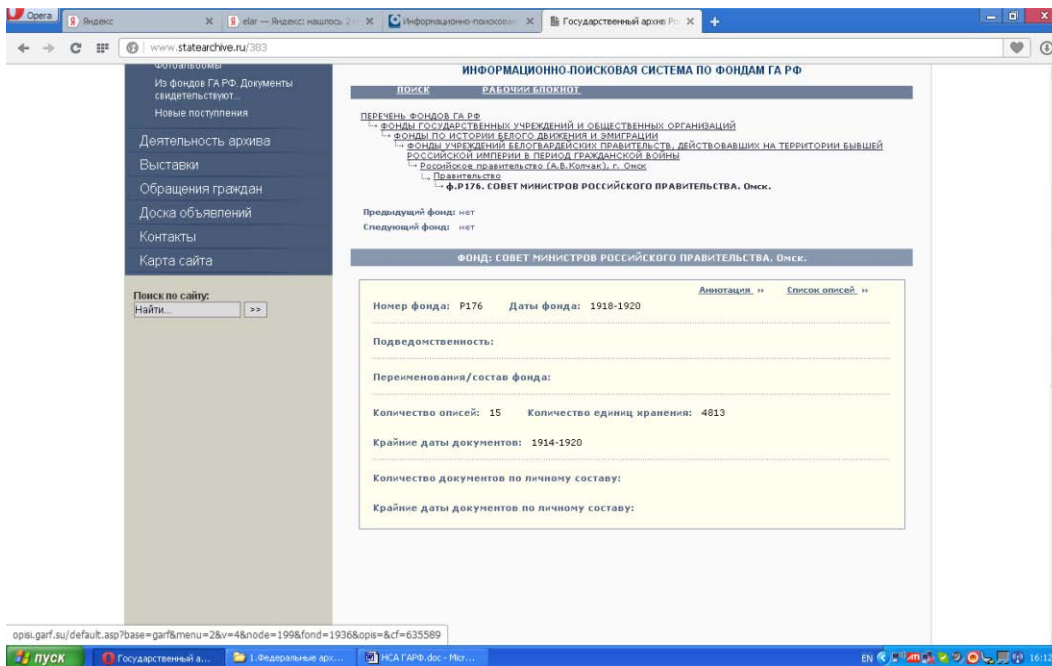 Opera
Яндекс
elar — Яндекс: нашлось 2
Информационно-поисковая
Государственный архив Ро
www.statearchive.ru/383
Фотоальбомы
Из фондов ГА РФ. Документы
свидетельствуют...
Новые поступления
Деятельность архива
Выставки
Обращения граждан
Доска объявлений
Контакты
Карта сайта
Поиск по сайту:
Найти...
>>
ИНФОРМАЦИОННО-ПОИСКОВАЯ СИСТЕМА ПО ФОНДАМ ГА РФ
ПОИСК РАБОЧИЙ БЛОКНОТ
ПЕРЕЧЕНЬ ФОНДОВ ГА РФ
ФОНДЫ ГОСУДАРСТВЕННЫХ УЧРЕЖДЕНИЙ И ОБЩЕСТВЕННЫХ ОРГАНИЗАЦИЙ
ФОНДЫ ПО ИСТОРИИ БЕЛОГО ДВИЖЕНИЯ И ЭМИГРАЦИИ
ФОНДЫ УЧРЕЖДЕНИЙ БЕЛОГВАРДЕЙСКИХ ПРАВИТЕЛЬСТВ, ДЕЙСТВОВАВШИХ НА ТЕРРИТОРИИ БЫВШЕЙ
РОССИЙСКОЙ ИМПЕРИИ В ПЕРИОД ГРАЖДАНСКОЙ ВОЙНЫ
Российское правительство (А.В.Колчак), г. Омск
Правительство
ф.Р176. СОВЕТ МИНИСТРОВ РОССИЙСКОГО ПРАВИТЕЛЬСТВА. Омск.
Предыдущий фонд: нет
Следующий фонд: нет
ФОНД: СОВЕТ МИНИСТРОВ РОССИЙСКОГО ПРАВИТЕЛЬСТВА. Омск.
Аннотация » Список описей »
Номер фонда: Р176 Даты фонда: 1918-1920
Подведомственность:
Переименования/состав фонда:
Количество описей: 15 Количество единиц хранения: 4813
Крайние даты документов: 1914-1920
Количество документов по личному составу:
Крайние даты документов по личному составу:
opisi.garf.su/default.asp?base=garf&menu=2&v=4&node=199&fond=1936&opis=&cf=635589
пуск
Государственный а...
1.Федеральные арх...
НСА ГАРФ.doc - Micr...
EN
16:12